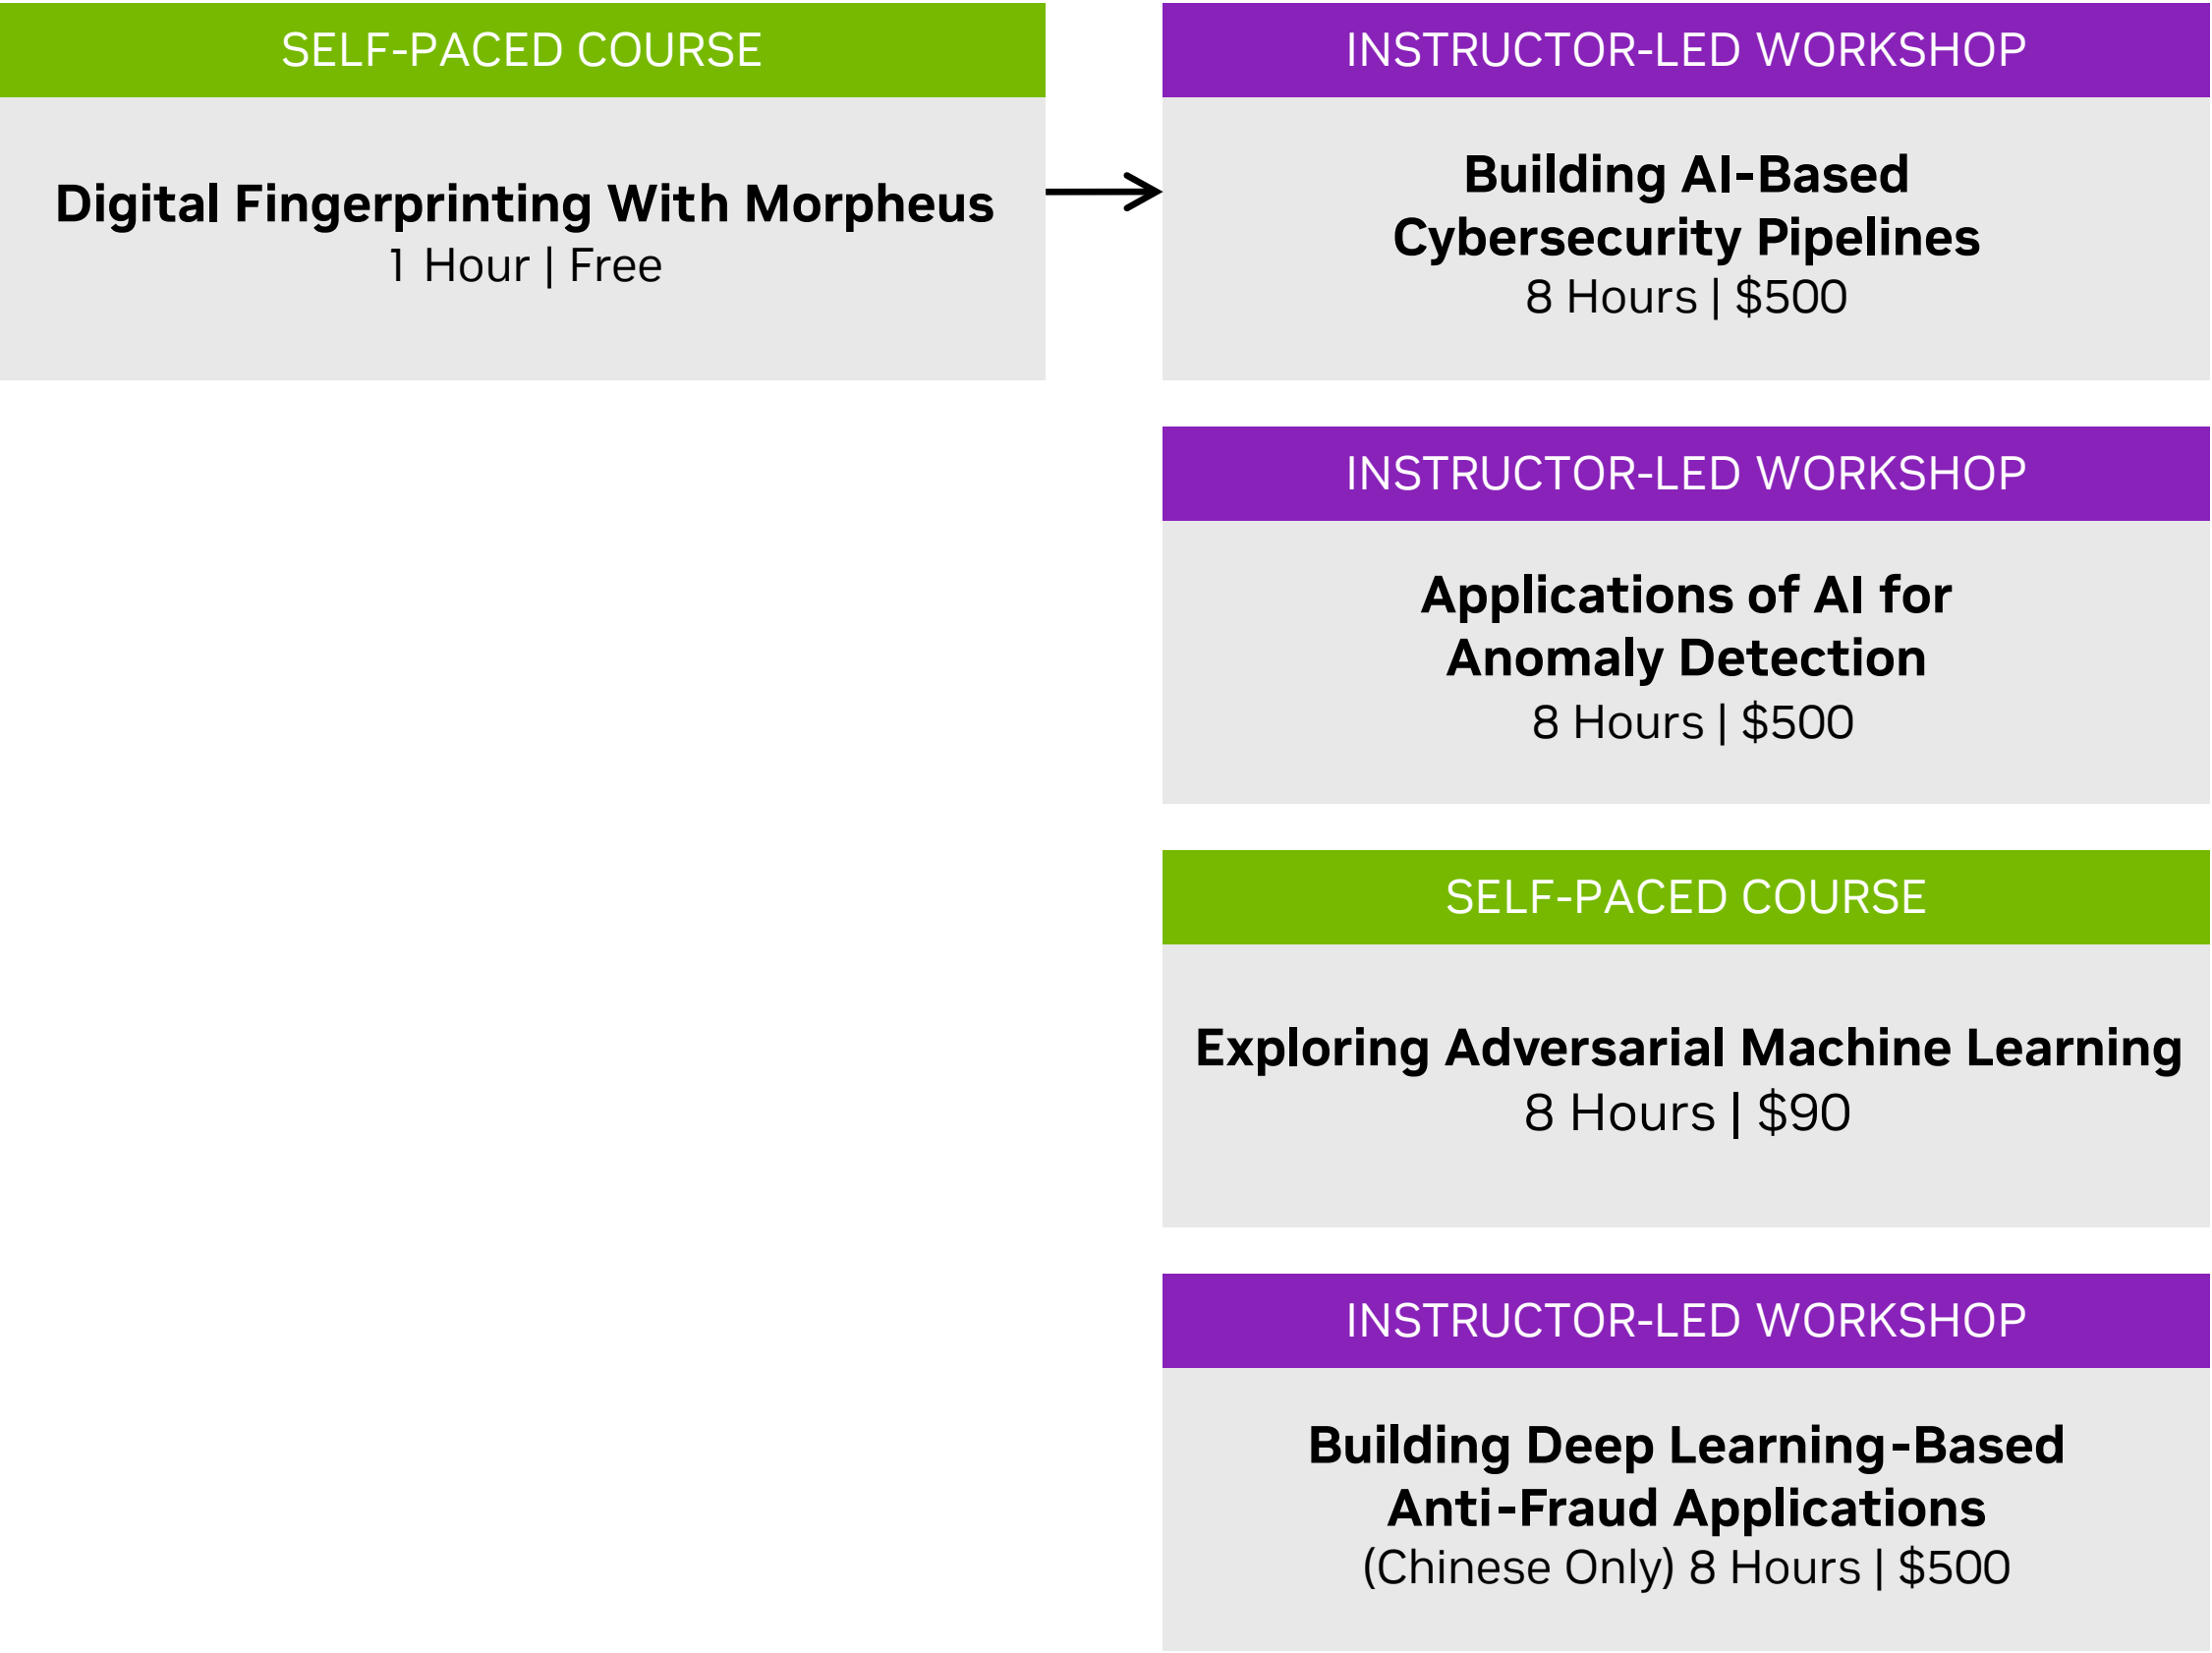 SELF-PACED COURSE
Digital Fingerprinting With Morpheus
1 Hour | Free
INSTRUCTOR-LED WORKSHOP
Building AI-Based
Cybersecurity Pipelines
8 Hours | $500
INSTRUCTOR-LED WORKSHOP
Applications of AI for
Anomaly Detection
8 Hours | $500
SELF-PACED COURSE
Exploring Adversarial Machine Learning
8 Hours | $90
INSTRUCTOR-LED WORKSHOP
Building Deep Learning-Based
Anti-Fraud Applications
(Chinese Only) 8 Hours | $500